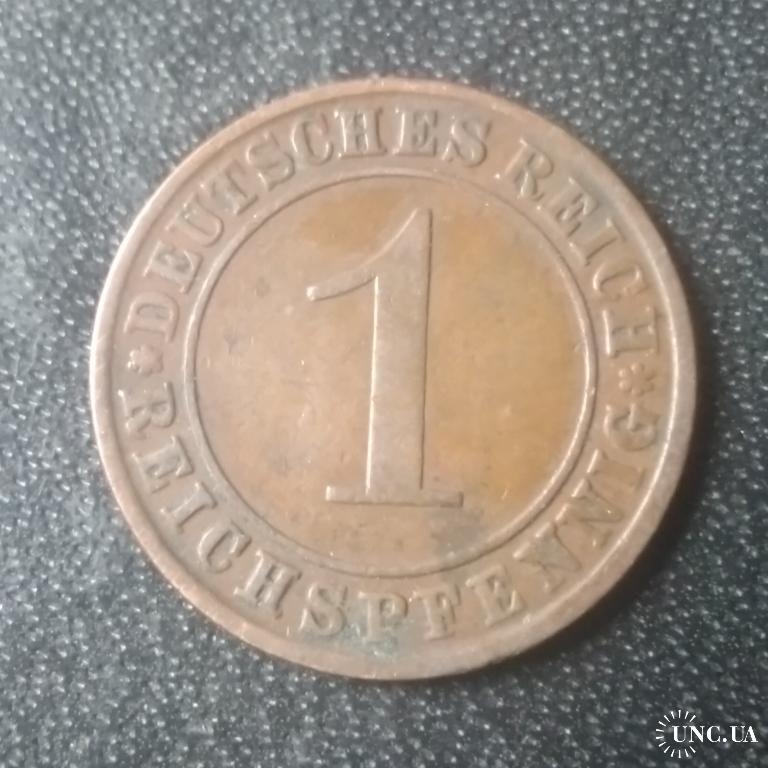 * DEUTSCHES REICH *
1
REICHSPFENNIG
UNC.UA